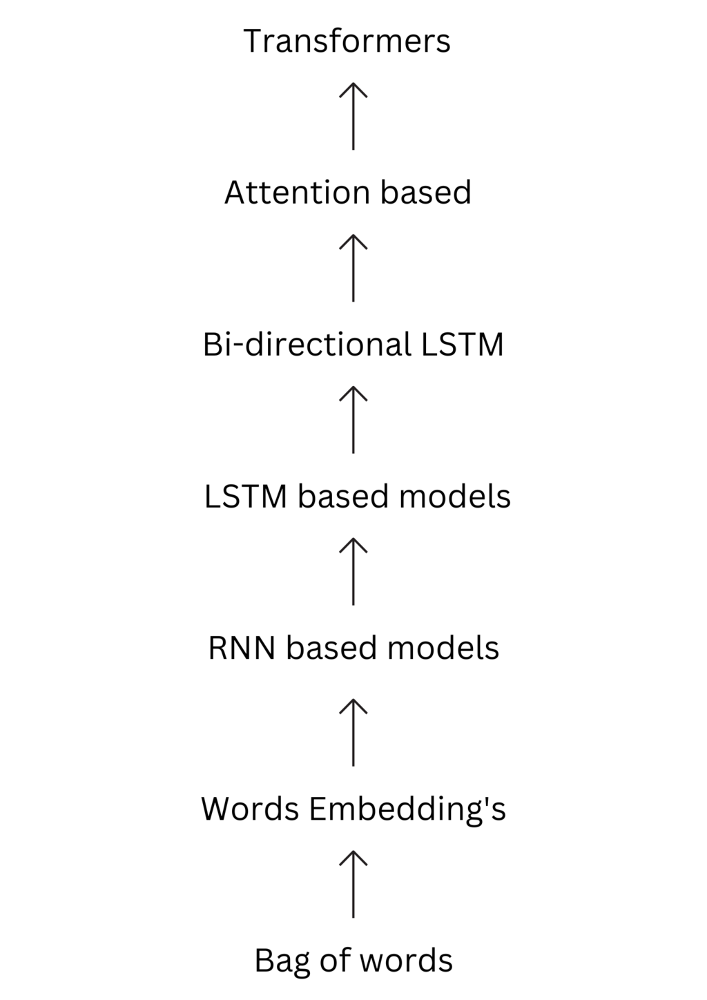 Transformers
Attention based
Bi-directional LSTM
LSTM based models
RNN based models
Words Embedding's
Bag of words